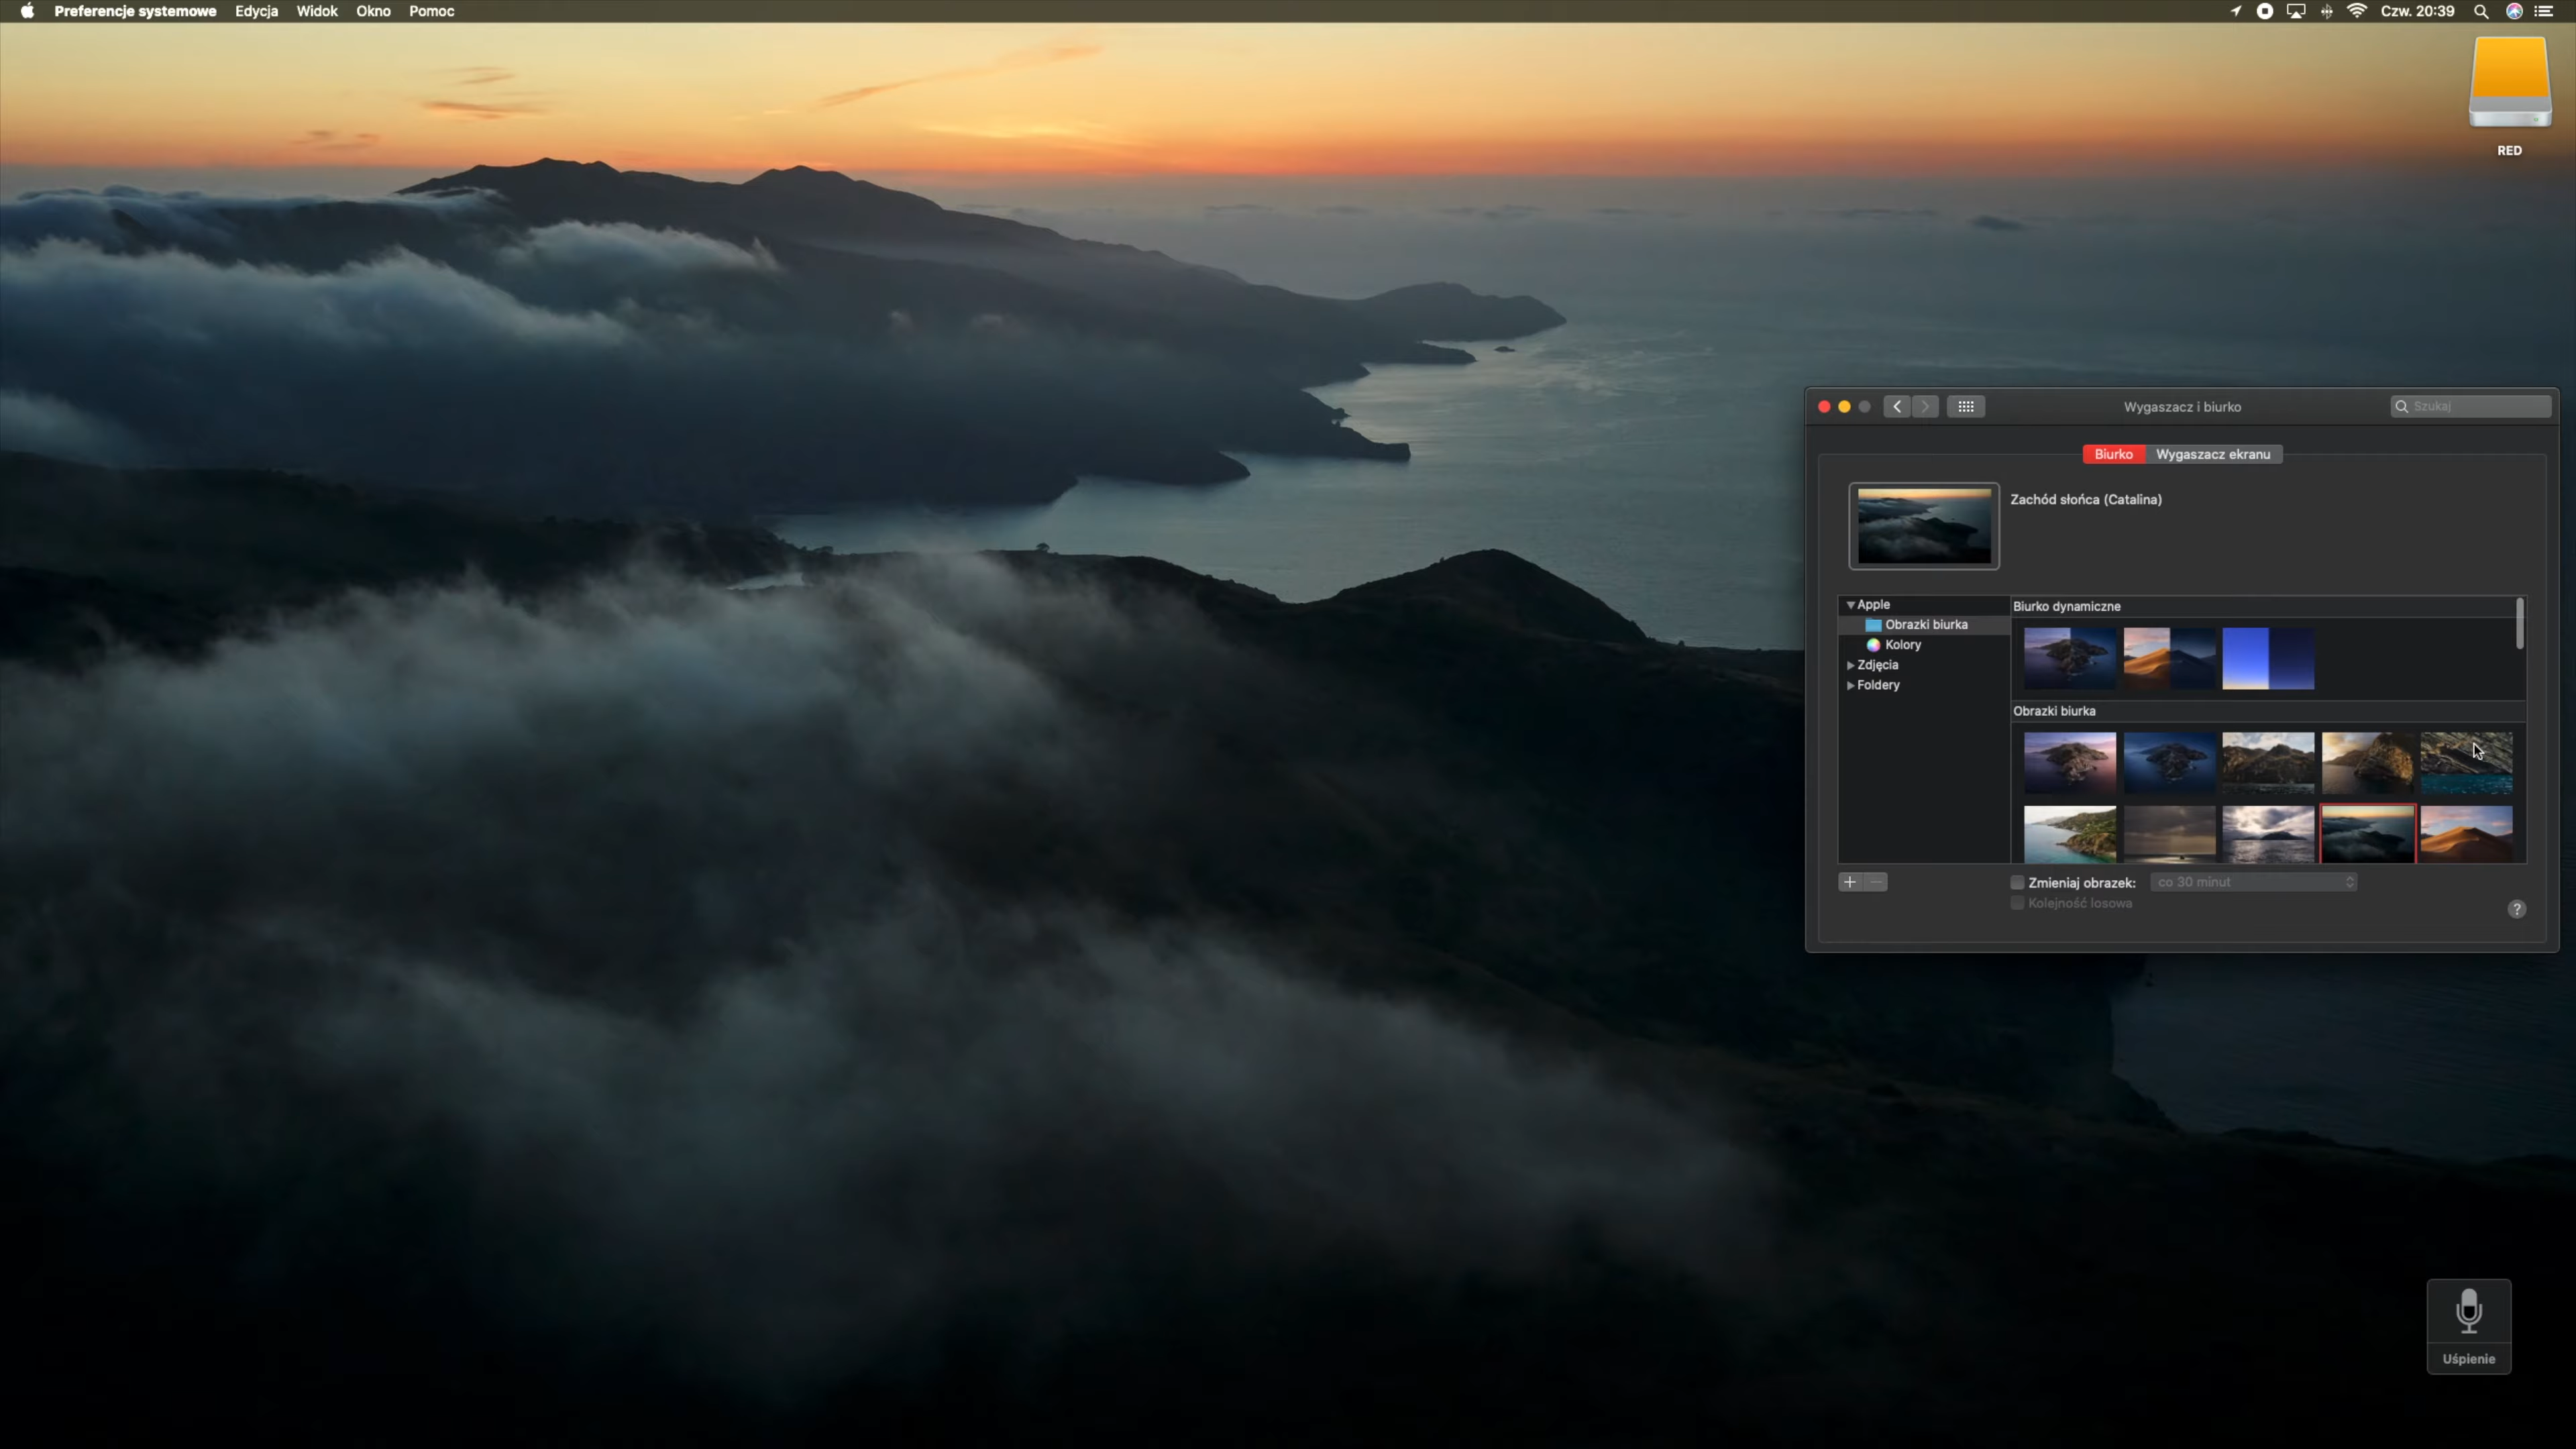 Preferencje systemowe Edycja Widok Okno Pomoc
Czw. 20:39
RED
Wygaszacz i biurko
Szukaj
Biurko Wygaszacz ekranu
Zachód słońca (Catalina)
Apple
Obrazki biurka
Kolory
Zdjęcia
Foldery
Biurko dynamiczne
Obrazki biurka
+ −
Zmieniaj obrazek: co 30 minut
Kolejność losowa
?
Uśpienie